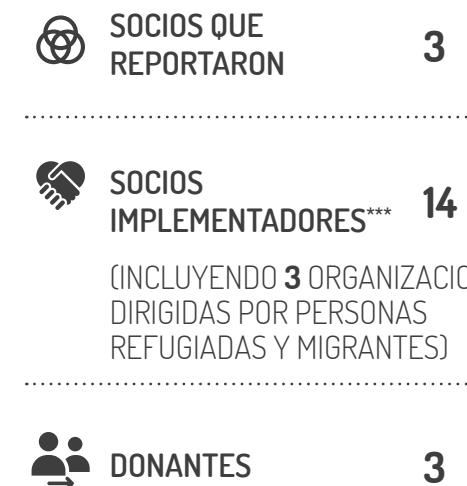 SOCIOS QUE
REPORTARON 3
SOCIOS
IMPLEMENTADORES*** 14
(INCLUYENDO 3
DIRIGIDAS POR PERSONAS
REFUGIADAS Y MIGRANTES)
DONANTES 3